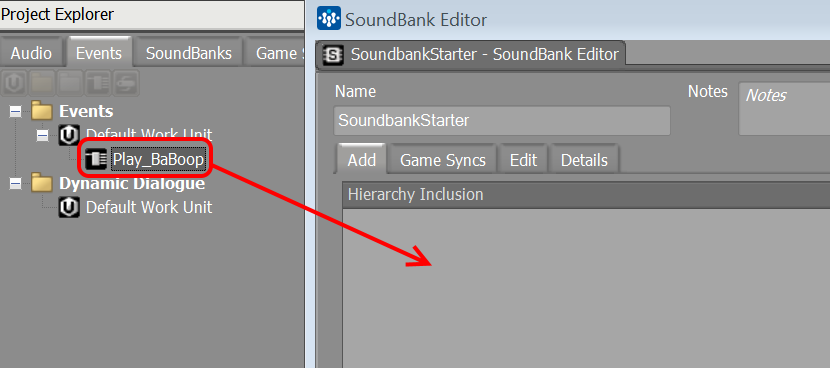 Project Explorer
Audio Events SoundBanks Game S
Events
Default Work Unit
Play_BaBoop
Dynamic Dialogue
Default Work Unit
SoundBank Editor
SoundbankStarter - SoundBank Editor
Name
Notes
SoundbankStarter
Notes
Add Game Syncs Edit Details
Hierarchy Inclusion